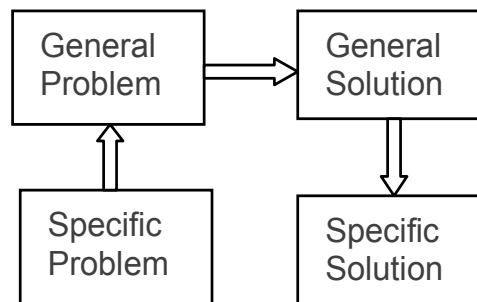 General
Problem
General
Solution
Specific
Problem
Specific
Solution